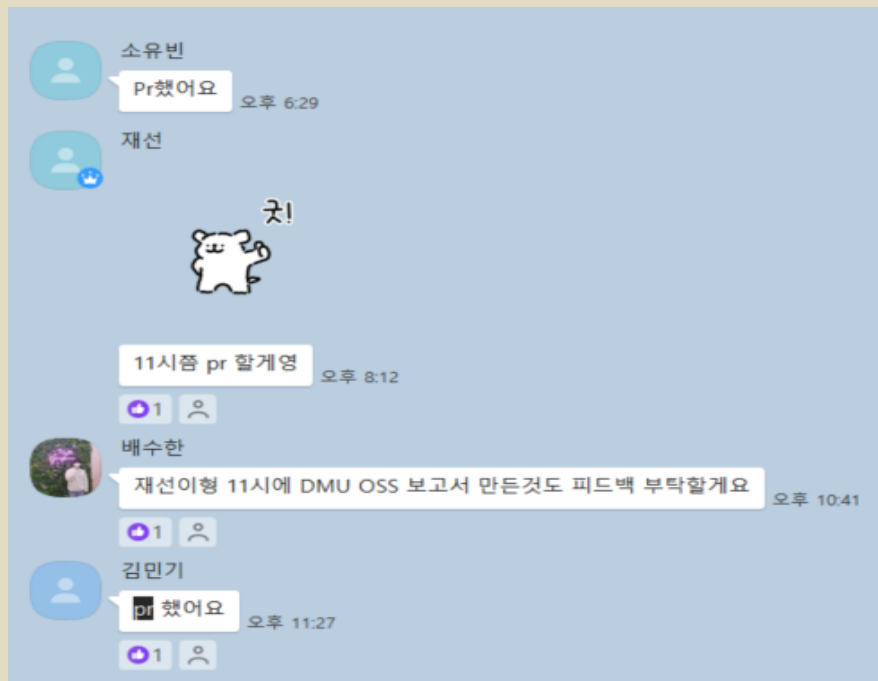 소유빈
Pr했어요
오후 6:29
재선
굿!
11시쯤 pr 할게영
오후 8:12
1
배수한
재선이형 11시에 DMU OSS 보고서 만든것도 피드백 부탁할게요
오후 10:41
1
김민기
pr 했어요
오후 11:27
1